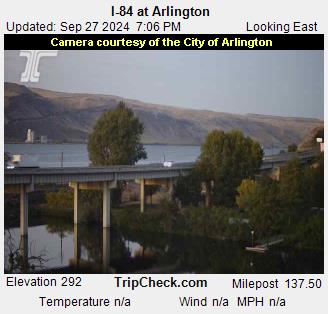 I-84 at Arlington
Updated: Sep 27 2024 7:06 PM Looking East
Camera courtesy of the City of Arlington
Elevation 292 TripCheck.com Milepost 137.50
Temperature n/a Wind n/a MPH n/a